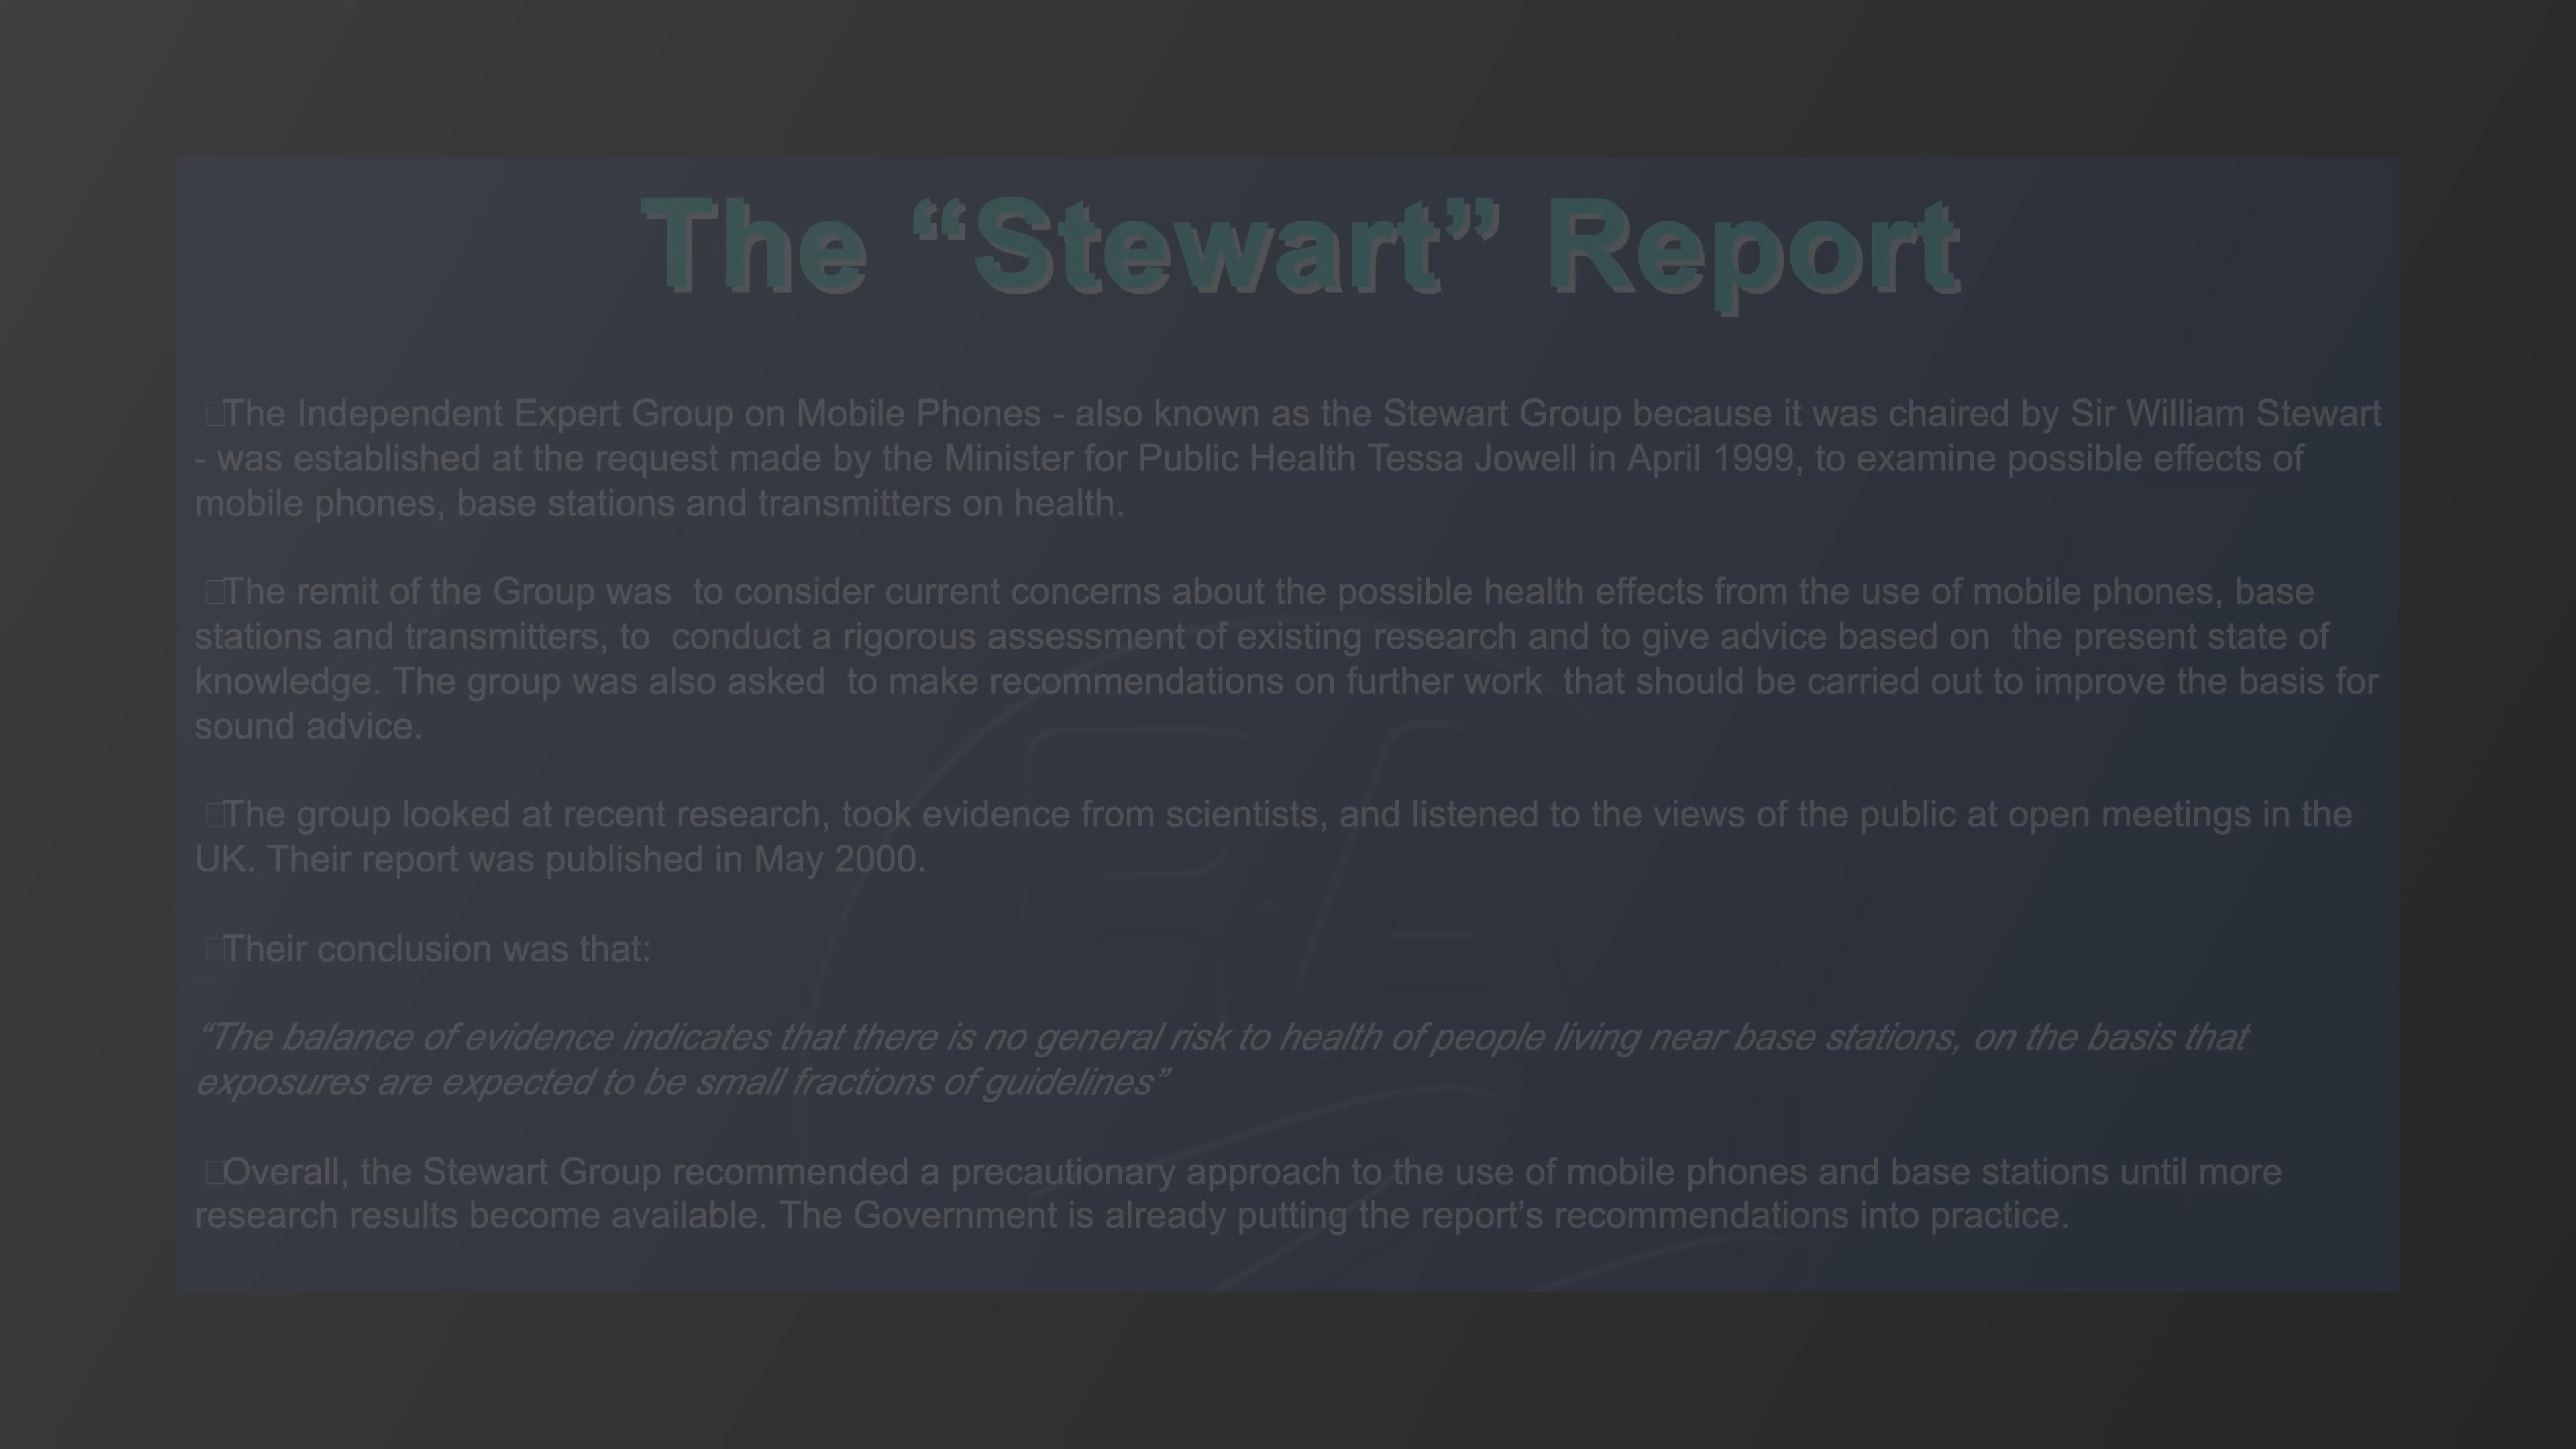 The “Stewart” Report
□The Independent Expert Group on Mobile Phones - also known as the Stewart Group because it was chaired by Sir William Stewart
- was established at the request made by the Minister for Public Health Tessa Jowell in April 1999, to examine possible effects of
mobile phones, base stations and transmitters on health.
□The remit of the Group was  to consider current concerns about the possible health effects from the use of mobile phones, base
stations and transmitters, to  conduct a rigorous assessment of existing research and to give advice based on  the present state of
knowledge. The group was also asked  to make recommendations on further work  that should be carried out to improve the basis for
sound advice.
□The group looked at recent research, took evidence from scientists, and listened to the views of the public at open meetings in the
UK. Their report was published in May 2000.
□Their conclusion was that:
“The balance of evidence indicates that there is no general risk to health of people living near base stations, on the basis that
exposures are expected to be small fractions of guidelines”
□Overall, the Stewart Group recommended a precautionary approach to the use of mobile phones and base stations until more
research results become available. The Government is already putting the report’s recommendations into practice.
RA